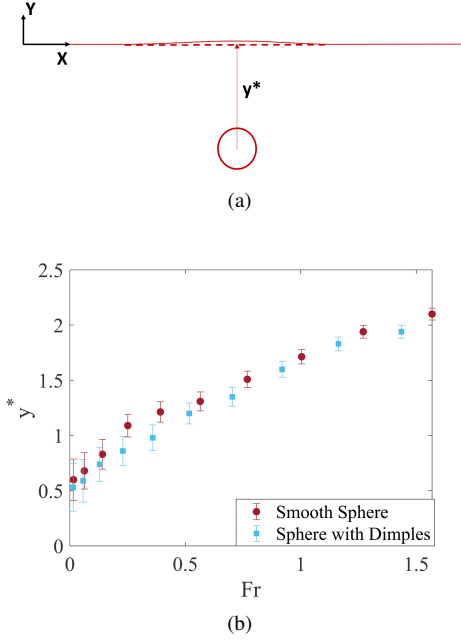 Y
X
y*
(a)
2.5
2
1.5
1
0.5
0
y*
Smooth Sphere
Sphere with Dimples
0
0.5
1
1.5
Fr
(b)